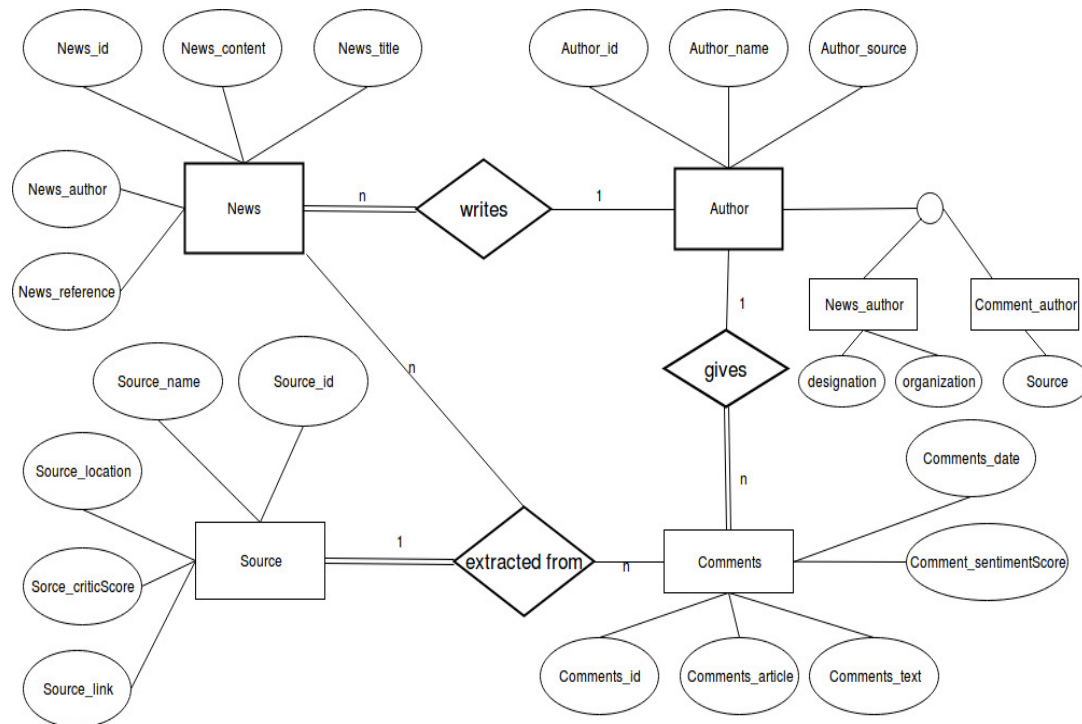 News_id
News_content
News_title
Author_id
Author_name
Author_source
News_author
News
n
writes
1
Author
News_reference
1
News_author
Comment_author
gives
designation
organization
Source
n
Source_name
Source_id
Source_location
Comments_date
n
Source
1
extracted from
n
Comments
Comment_sentimentScore
Sorce_criticScore
Source_link
Comments_id
Comments_article
Comments_text